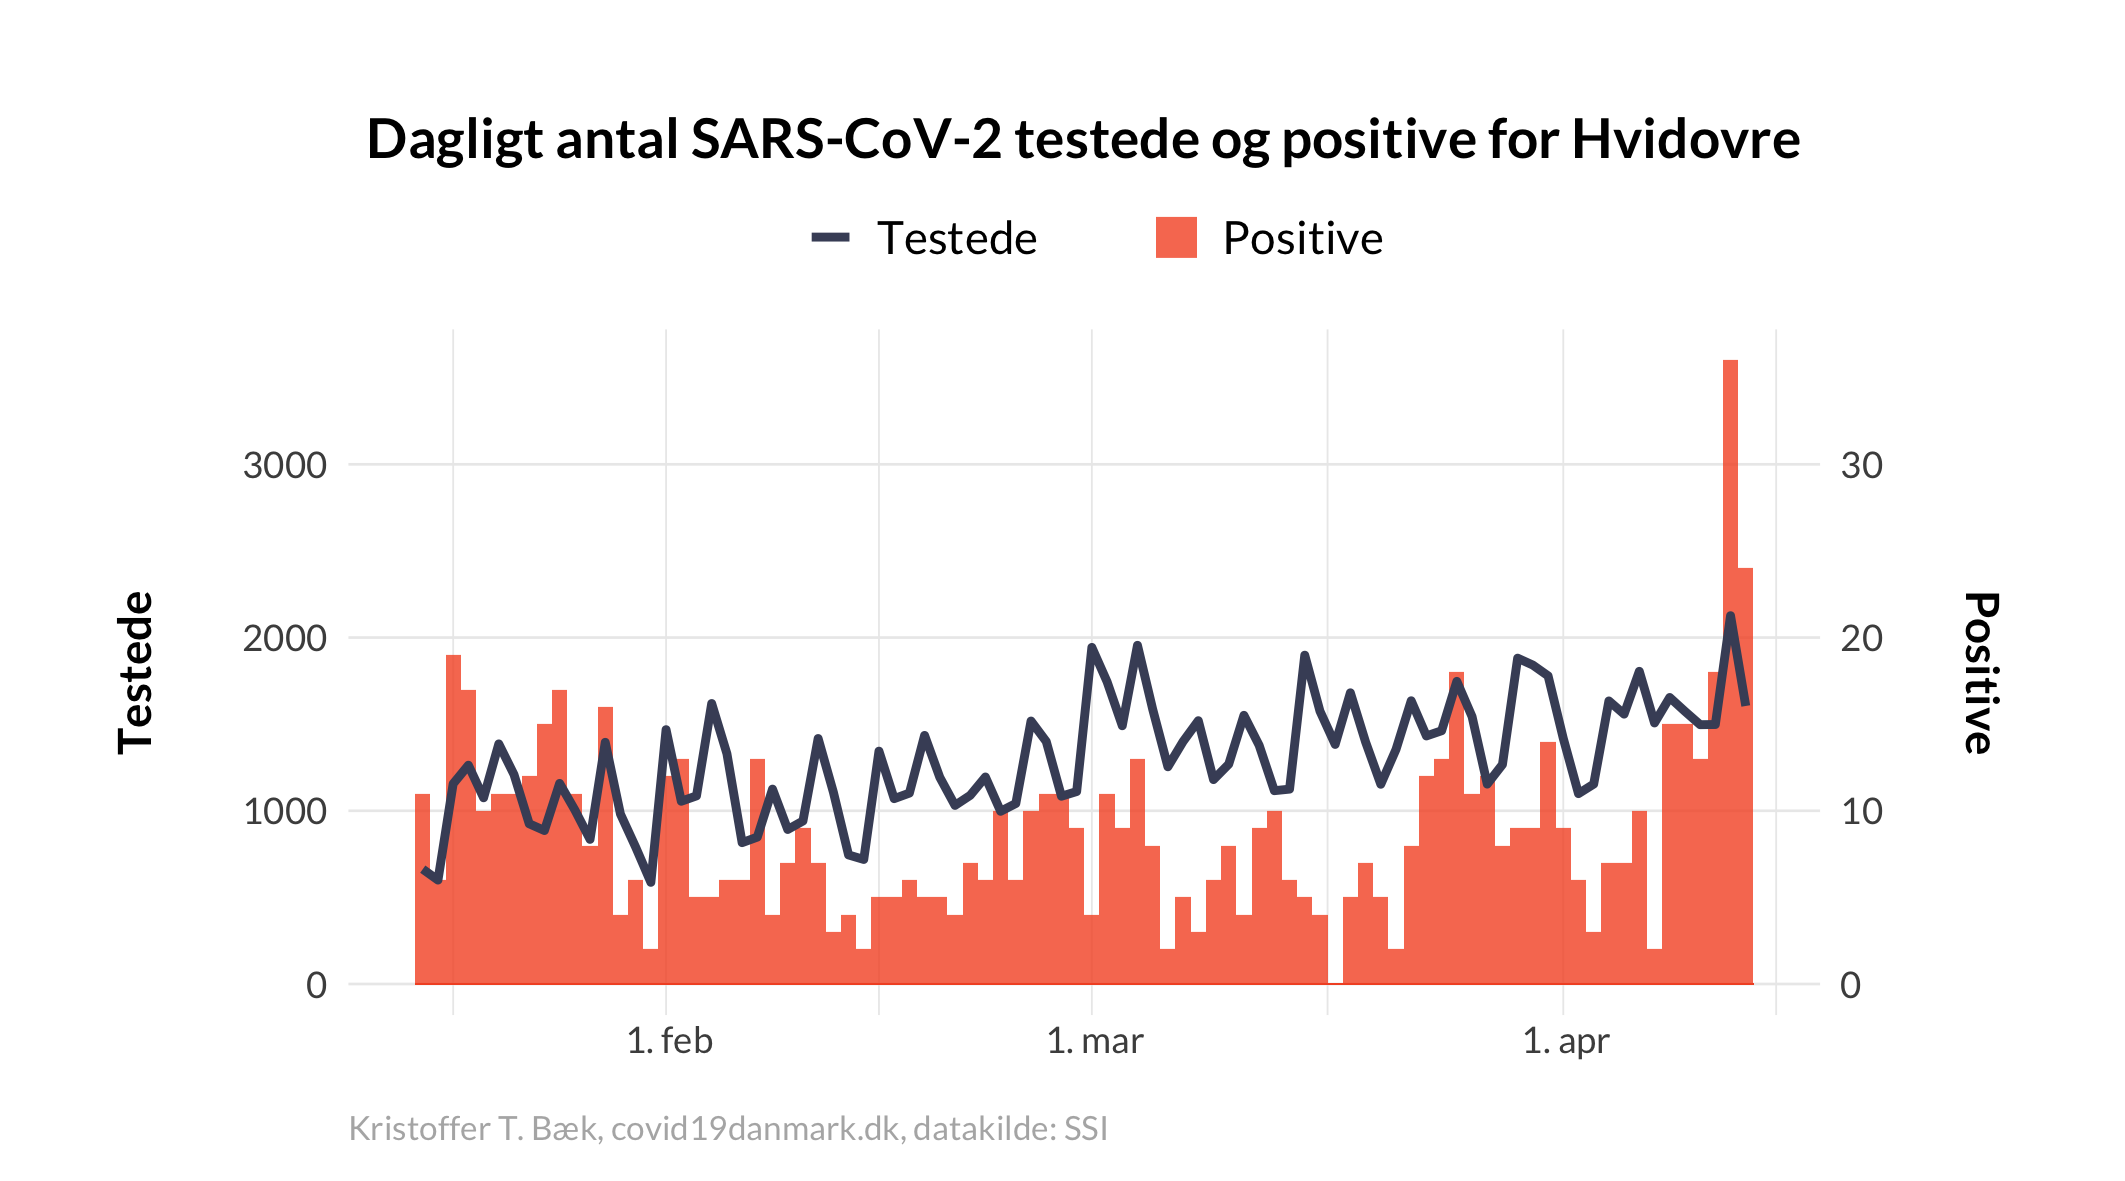 Dagligt antal SARS-CoV-2 testede og positive for Hvidovre
Testede
Positive
3000
2000
1000
0
30
20
10
0
Testede
Positive
1. feb
1. mar
1. apr
Kristoffer T. Bæk, covid19danmark.dk, datakilde: SSI